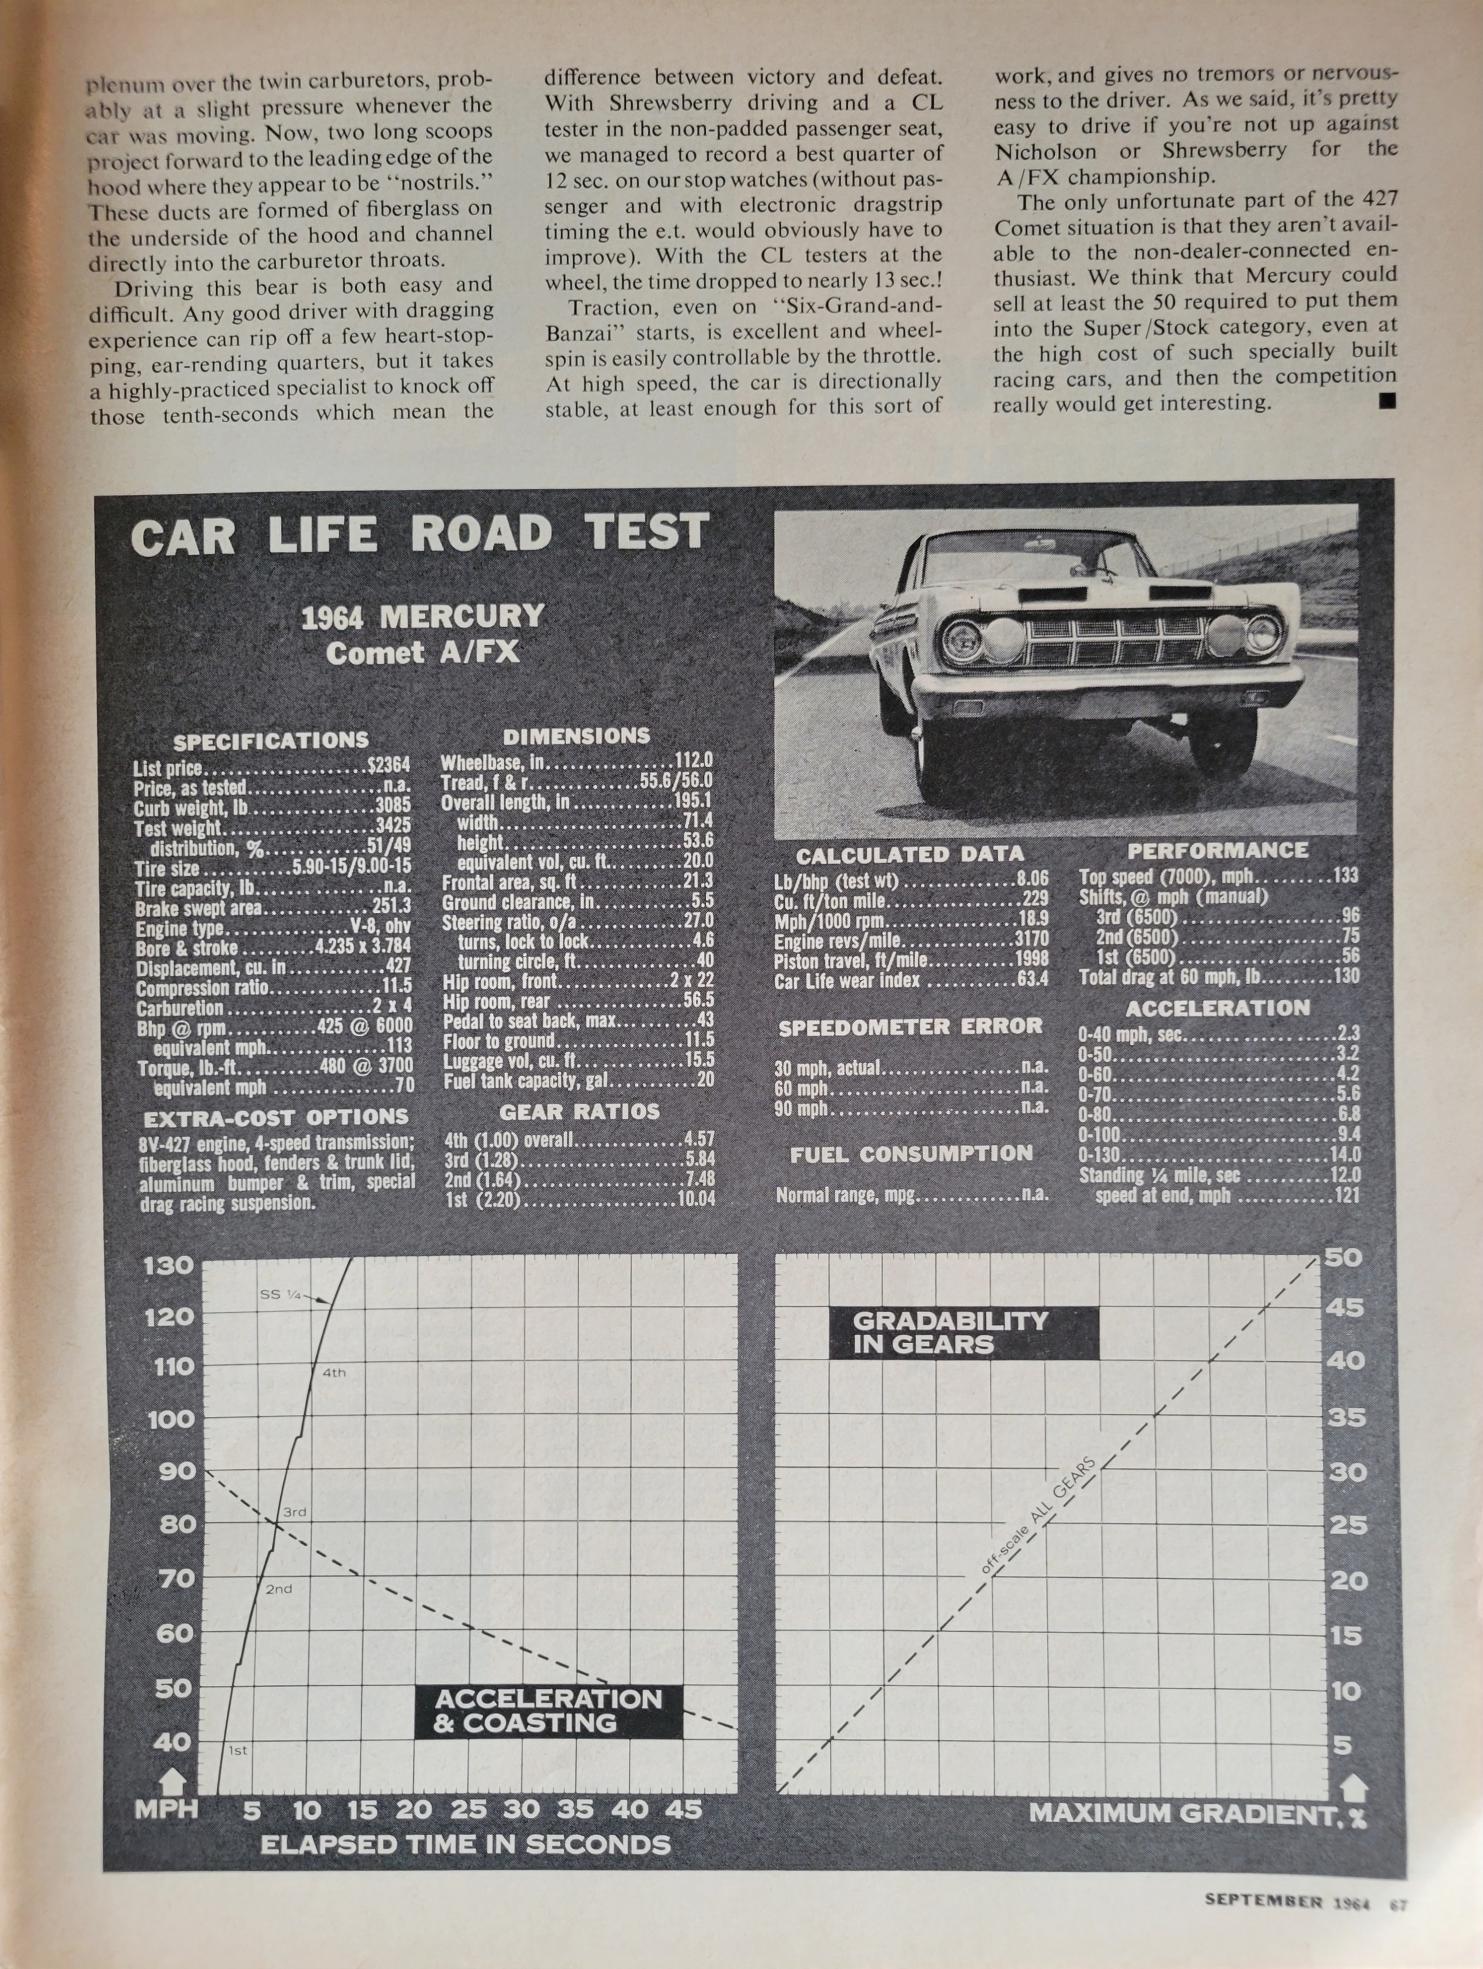 plenum over the twin carburetors, prob-
ably at a slight pressure whenever the
car was moving. Now, two long scoops
project forward to the leading edge of the
hood where they appear to be “nostrils.”
These ducts are formed of fiberglass on
the underside of the hood and channel
directly into the carburetor throats.
Driving this bear is both easy and
difficult. Any good driver with dragging
experience can rip off a few heart-stop-
ping, ear-rending quarters, but it takes
a highly-practiced specialist to knock off
those tenth-seconds which mean the
difference between victory and defeat.
With Shrewsberry driving and a CL
tester in the non-padded passenger seat,
we managed to record a best quarter of
12 sec. on our stop watches (without pas-
senger and with electronic dragstrip
timing the e.t. would obviously have to
improve). With the CL testers at the
wheel, the time dropped to nearly 13 sec.!
Traction, even on “Six-Grand-and-
Banzai” starts, is excellent and wheel-
spin is easily controllable by the throttle.
At high speed, the car is directionally
stable, at least enough for this sort of
work, and gives no tremors or nervous-
ness to the driver. As we said, it's pretty
easy to drive if you're not up against
Nicholson or Shrewsberry for the
A/FX championship.
The only unfortunate part of the 427
Comet situation is that they aren't avail-
able to the non-dealer-connected en-
thusiast. We think that Mercury could
sell at least the 50 required to put them
into the Super/Stock category, even at
the high cost of such specially built
racing cars, and then the competition
really would get interesting. ■
CAR LIFE ROAD TEST
1964 MERCURY
Comet A/FX
SPECIFICATIONS
List price....................$2364
Price, as tested.................n.a.
Curb weight, lb................3085
Test weight...................3425
distribution, %.............51/49
Tire size ...........5.90-15/9.00-15
Tire capacity, lb................n.a.
Brake swept area..............251.3
Engine type...............V-8, ohv
Bore & stroke..........4.235 x 3.784
Displacement, cu. in.............427
Compression ratio..............11.5
Carburetion...................2 x 4
Bhp @ rpm...........425 @ 6000
equivalent mph...............113
Torque, lb.-ft..........480 @ 3700
equivalent mph ...............70
EXTRA-COST OPTIONS
8V-427 engine, 4-speed transmission;
fiberglass hood, fenders & trunk lid,
aluminum bumper & trim, special
drag racing suspension.
DIMENSIONS
Wheelbase, in................112.0
Tread, f & r..............55.6/56.0
Overall length, in.............195.1
width.......................71.4
height......................53.6
equivalent vol, cu. ft..........20.0
Frontal area, sq. ft.............21.3
Ground clearance, in............5.5
Steering ratio, o/a.............27.0
turns, lock to lock.............4.6
turning circle, ft...............40
Hip room, front..............2 x 22
Hip room, rear ................56.5
Pedal to seat back, max..........43
Floor to ground................11.5
Luggage vol, cu. ft.............15.5
Fuel tank capacity, gal...........20
GEAR RATIOS
4th (1.00) overall..............4.57
3rd (1.28).....................5.84
2nd (1.64)....................7.48
1st (2.20)....................10.04
CALCULATED DATA
Lb/bhp (test wt) ..............8.06
Cu. ft/ton mile.................229
Mph/1000 rpm.................18.9
Engine revs/mile..............3170
Piston travel, ft/mile...........1998
Car Life wear index ...........63.4
SPEEDOMETER ERROR
30 mph, actual.................n.a.
60 mph........................n.a.
90 mph........................n.a.
FUEL CONSUMPTION
Normal range, mpg.............n.a.
PERFORMANCE
Top speed (7000), mph.........133
Shifts, @ mph (manual)
3rd (6500)....................96
2nd (6500)....................75
1st (6500)....................56
Total drag at 60 mph, lb.........130
ACCELERATION
0-40 mph, sec..................2.3
0-50..........................3.2
0-60..........................4.2
0-70..........................5.6
0-80..........................6.8
0-100.........................9.4
0-130........................14.0
Standing ¼ mile, sec ..........12.0
speed at end, mph ............121
130
120
110
100
90
80
70
60
50
40
MPH
SS ¼
4th
3rd
2nd
1st
ACCELERATION
& COASTING
5 10 15 20 25 30 35 40 45
ELAPSED TIME IN SECONDS
GRADABILITY
IN GEARS
off-scale ALL GEARS
50
45
40
35
30
25
20
15
10
5
MAXIMUM GRADIENT, %
SEPTEMBER 1964 67